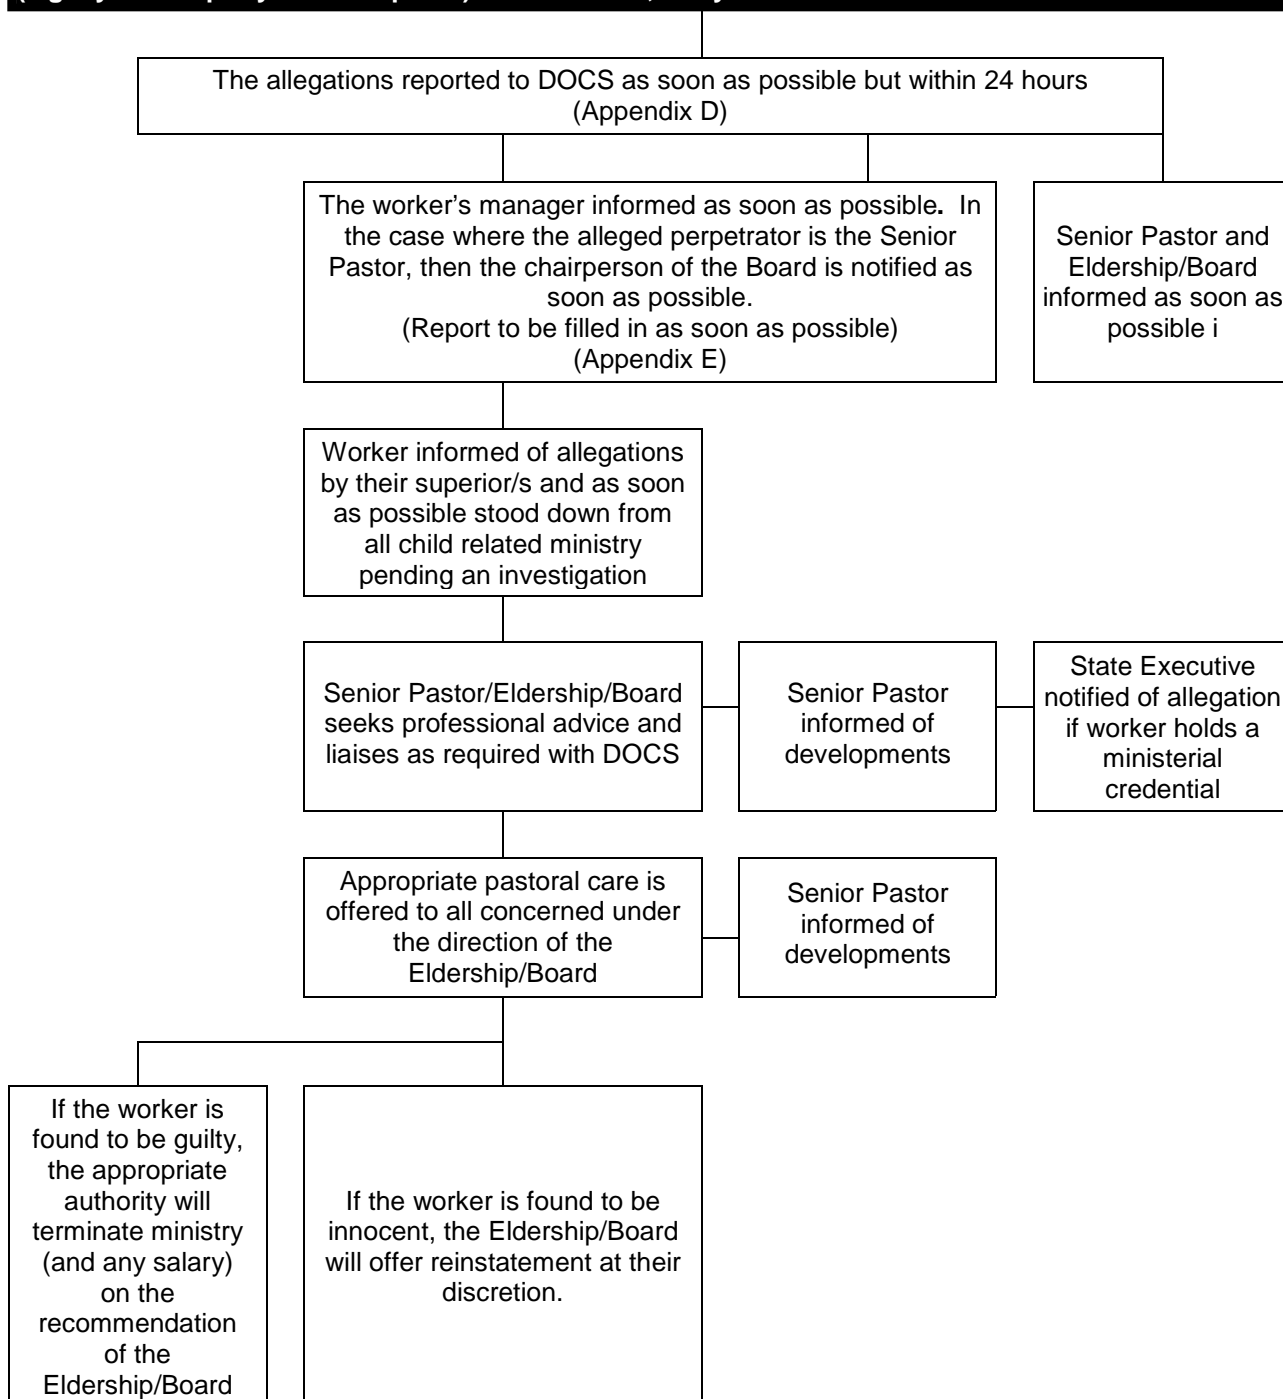 The allegations reported to DOCS as soon as possible but within 24 hours
(Appendix D)
The worker's manager informed as soon as possible. In
the case where the alleged perpetrator is the Senior
Pastor, then the chairperson of the Board is notified as
soon as possible.
(Report to be filled in as soon as possible)
(Appendix E)
Senior Pastor and
Eldership/Board
informed as soon as
possible i
Worker informed of allegations
by their superior/s and as soon
as possible stood down from
all child related ministry
pending an investigation
Senior Pastor/Eldership/Board
seeks professional advice and
liaises as required with DOCS
Senior Pastor
informed of
developments
State Executive
notified of allegation
if worker holds a
ministerial
credential
Appropriate pastoral care is
offered to all concerned under
the direction of the
Eldership/Board
Senior Pastor
informed of
developments
If the worker is
found to be guilty,
the appropriate
authority will
terminate ministry
(and any salary)
on the
recommendation
of the
Eldership/Board
If the worker is found to be
innocent, the Eldership/Board
will offer reinstatement at their
discretion.